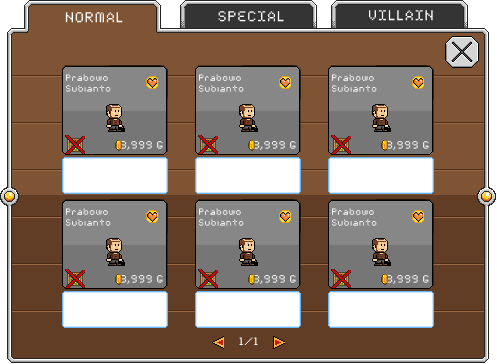 NORMAL
SPECIAL
VILLAIN
Prabowo
Subianto
3,999 G
Prabowo
Subianto
3,999 G
Prabowo
Subianto
3,999 G
Prabowo
Subianto
3,999 G
Prabowo
Subianto
3,999 G
Prabowo
Subianto
3,999 G
1/1